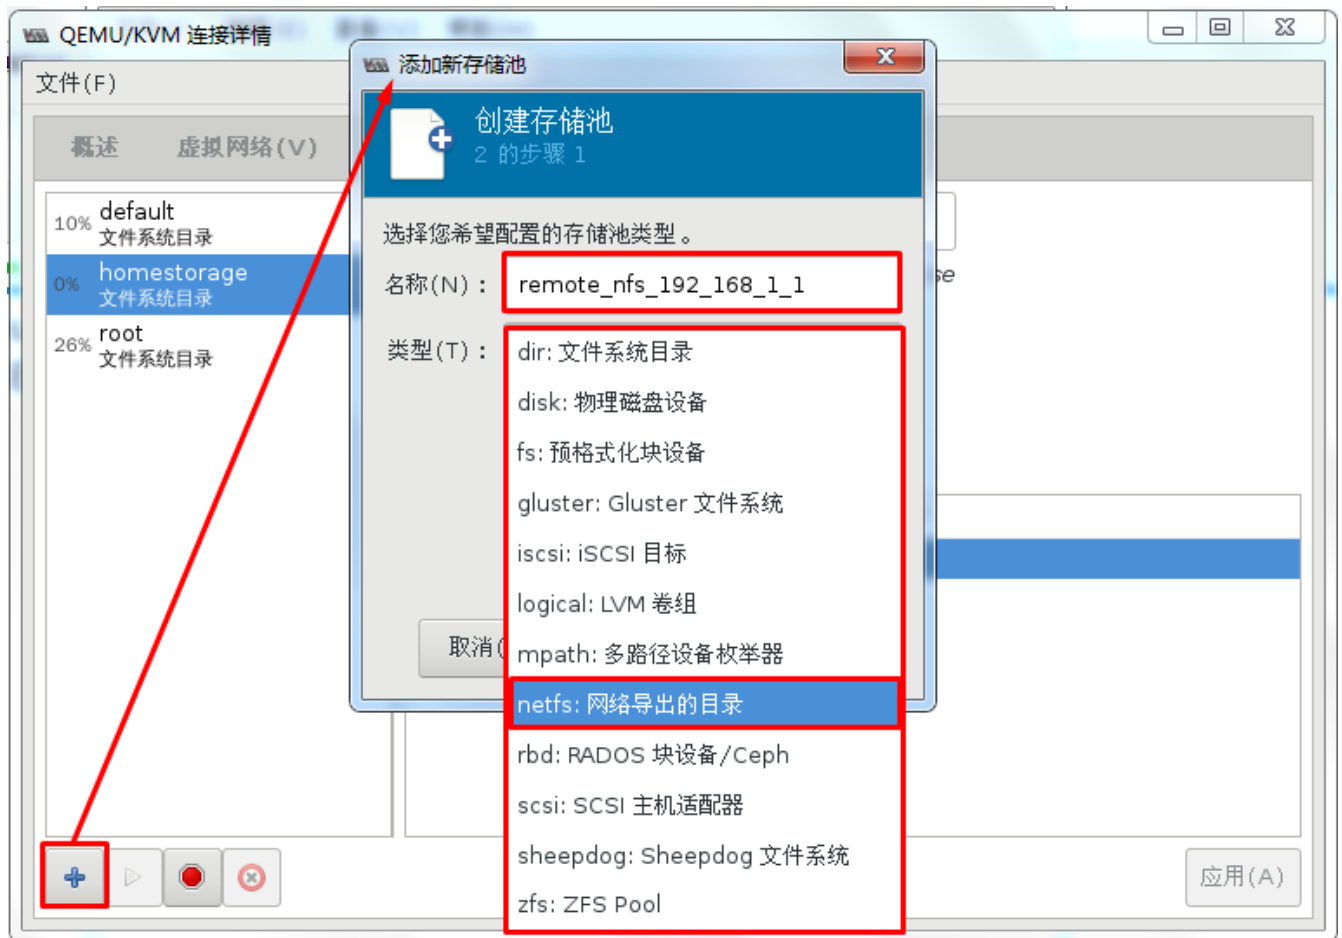 QEMU/KVM 连接详情
文件(F)
概述 虚拟网络(V)
10% default
文件系统目录
0% homestorage
文件系统目录
26% root
文件系统目录
添加新存储池
创建存储池
2 的步骤 1
选择您希望配置的存储池类型。
名称(N)： remote_nfs_192_168_1_1
类型(T)：
dir: 文件系统目录
disk: 物理磁盘设备
fs: 预格式化块设备
gluster: Gluster 文件系统
iscsi: iSCSI 目标
logical: LVM 卷组
mpath: 多路径设备枚举器
netfs: 网络导出的目录
rbd: RADOS 块设备/Ceph
scsi: SCSI 主机适配器
sheepdog: Sheepdog 文件系统
zfs: ZFS Pool
取消(
应用(A)